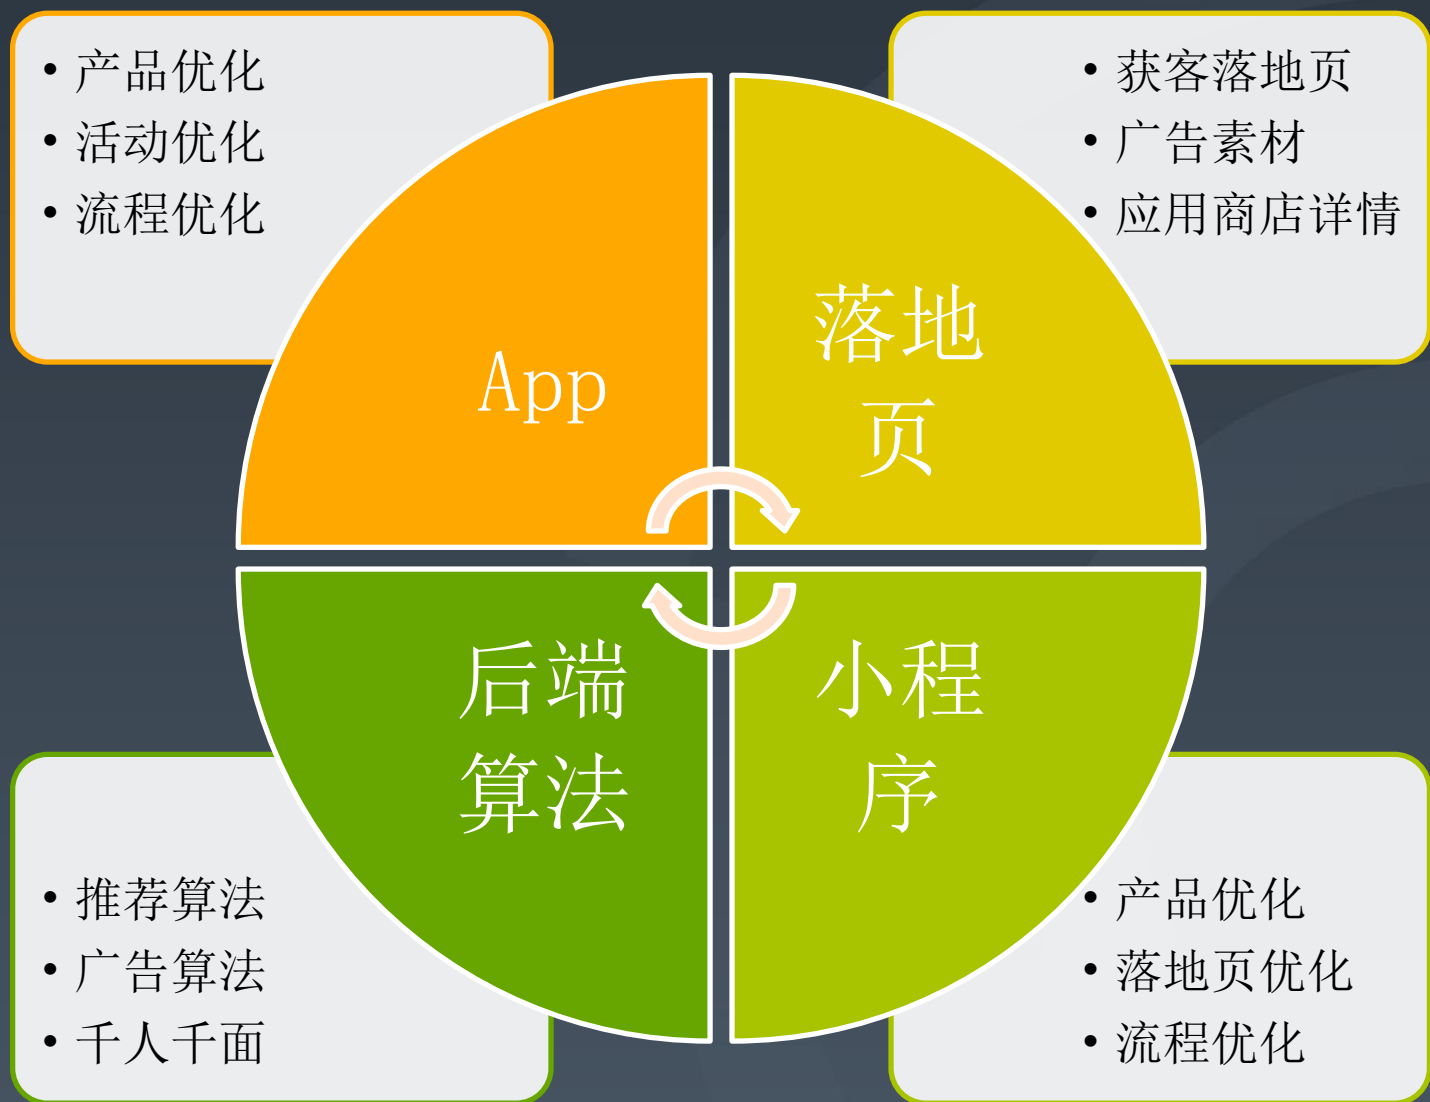 • 产品优化
• 活动优化
• 流程优化
• 获客落地页
• 广告素材
• 应用商店详情
App
落地
页
后端
算法
小程
序
• 推荐算法
• 广告算法
• 千人千面
• 产品优化
• 落地页优化
• 流程优化